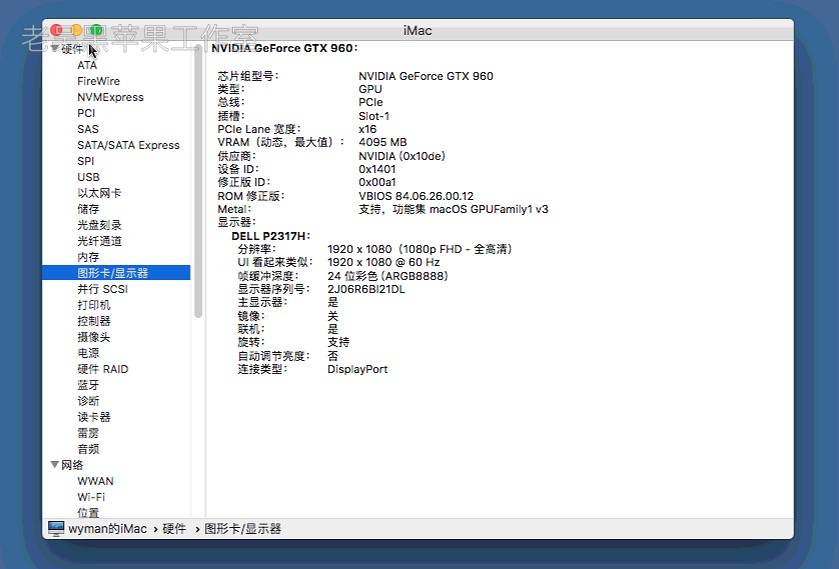 iMac
老吴黑苹果工作室
硬件
ATA
FireWire
NVMExpress
PCI
SAS
SATA/SATA Express
SPI
USB
以太网卡
储存
光盘刻录
光纤通道
内存
图形卡/显示器
并行 SCSI
打印机
控制器
摄像头
电源
硬件 RAID
蓝牙
诊断
读卡器
雷雳
音频
网络
WWAN
Wi-Fi
位置
NVIDIA GeForce GTX 960：
芯片组型号： NVIDIA GeForce GTX 960
类型： GPU
总线： PCIe
插槽： Slot-1
PCIe Lane 宽度： x16
VRAM（动态，最大值）： 4095 MB
供应商： NVIDIA (0x10de)
设备 ID： 0x1401
修正版 ID： 0x00a1
ROM 修正版： VBIOS 84.06.26.00.12
Metal： 支持，功能集 macOS GPUFamily1 v3
显示器：
DELL P2317H：
分辨率： 1920 x 1080（1080p FHD - 全高清）
UI 看起来类似： 1920 x 1080 @ 60 Hz
帧缓冲深度： 24 位彩色 (ARGB8888)
显示器序列号： 2J06R6BI21DL
主显示器： 是
镜像： 关
联机： 是
旋转： 支持
自动调节亮度： 否
连接类型： DisplayPort
wyman的iMac › 硬件 › 图形卡/显示器